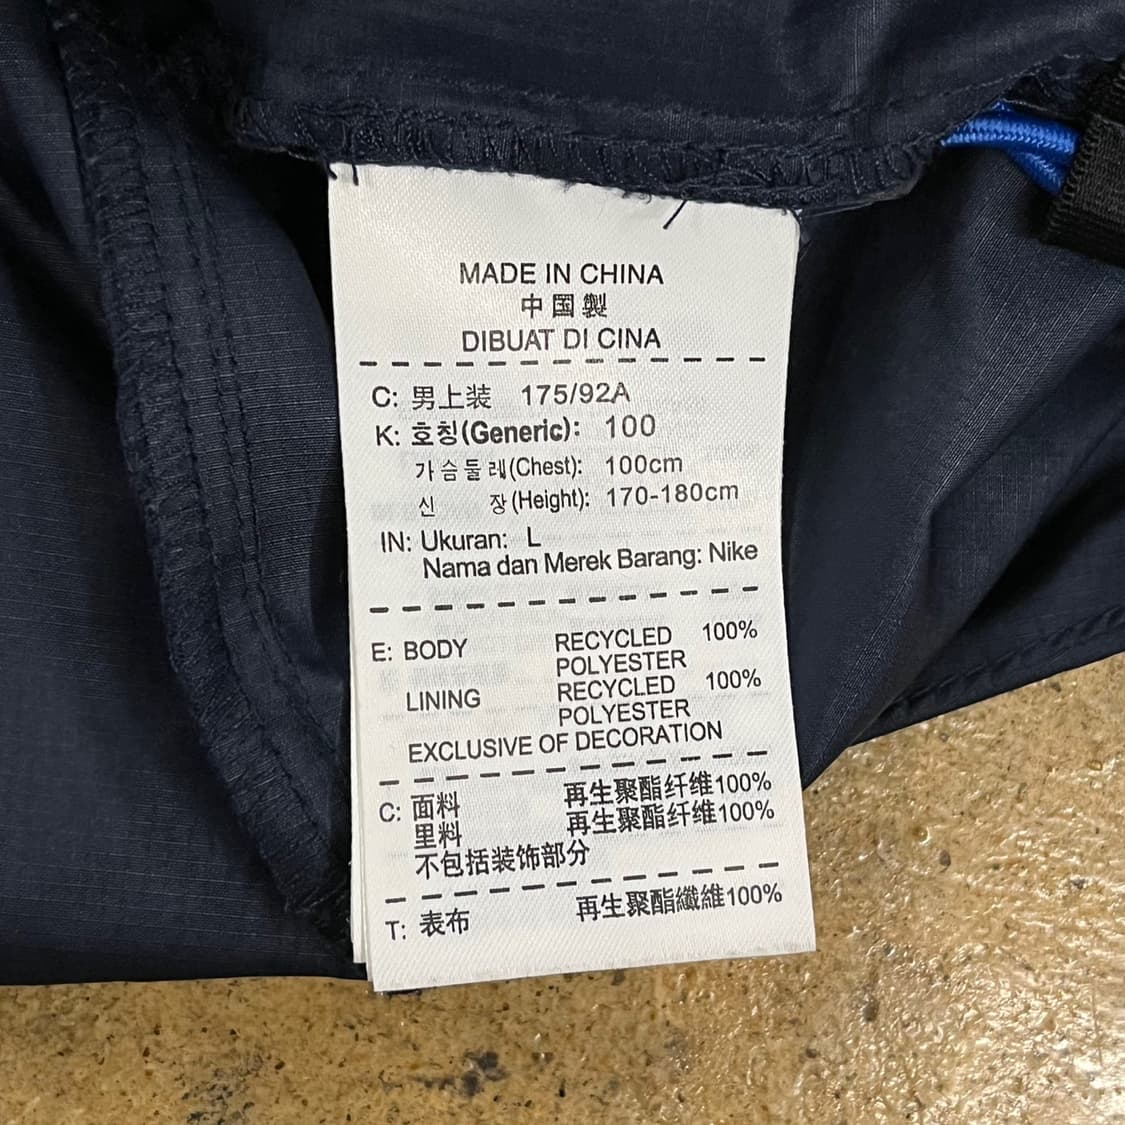 MADE IN CHINA
中国製
DIBUAT DI CINA
C: 男上装 175/92A
K: 호칭(Generic): 100
가슴둘레(Chest): 100cm
신 장(Height): 170-180cm
IN: Ukuran: L
Nama dan Merek Barang: Nike
E: BODY RECYCLED 100%
POLYESTER
LINING RECYCLED 100%
POLYESTER
EXCLUSIVE OF DECORATION
C: 面料 再生聚酯纤维100%
里料 再生聚酯纤维100%
不包括装饰部分
T: 表布 再生聚酯纖維100%